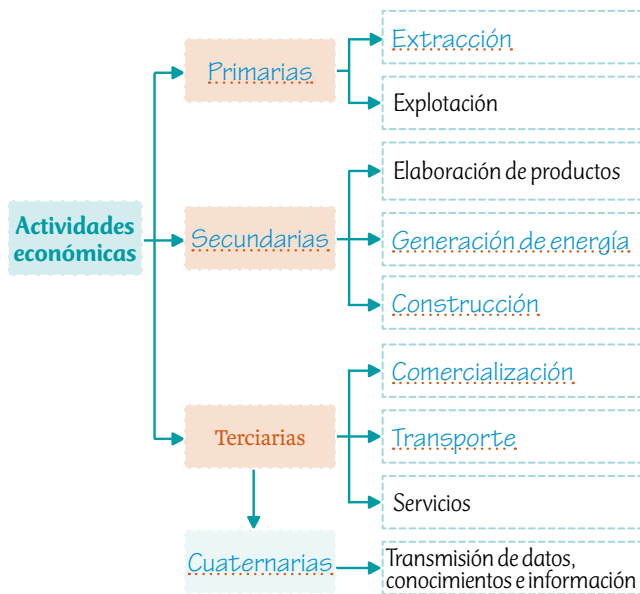 Actividades
económicas
Primarias
Extracción
Explotación
Secundarias
Elaboración de productos
Generación de energía
Construcción
Terciarias
Comercialización
Transporte
Servicios
Cuaternarias
Transmisión de datos,
conocimientos e información